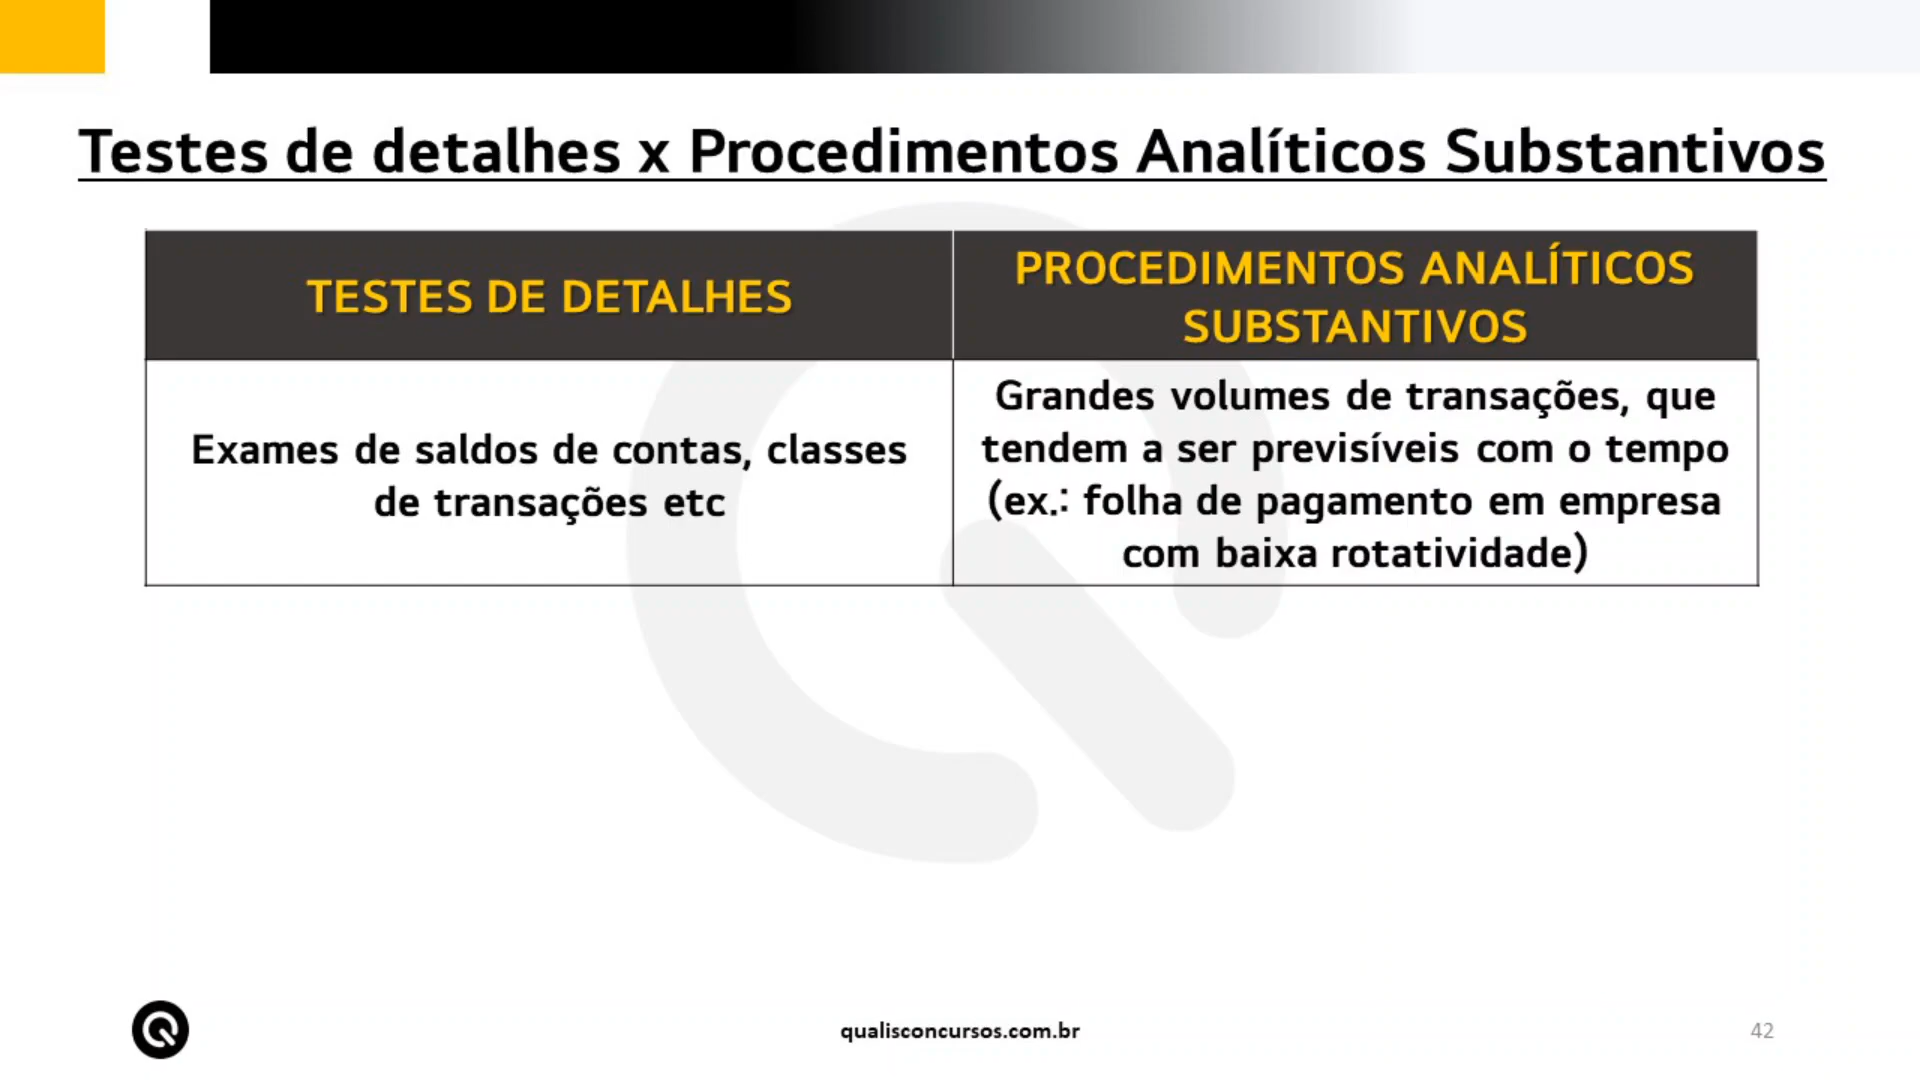 Testes de detalhes x Procedimentos Analíticos Substantivos
TESTES DE DETALHES
PROCEDIMENTOS ANALÍTICOS
SUBSTANTIVOS
Exames de saldos de contas, classes
de transações etc
Grandes volumes de transações, que
tendem a ser previsíveis com o tempo
(ex.: folha de pagamento em empresa
com baixa rotatividade)
qualisconcursos.com.br
42